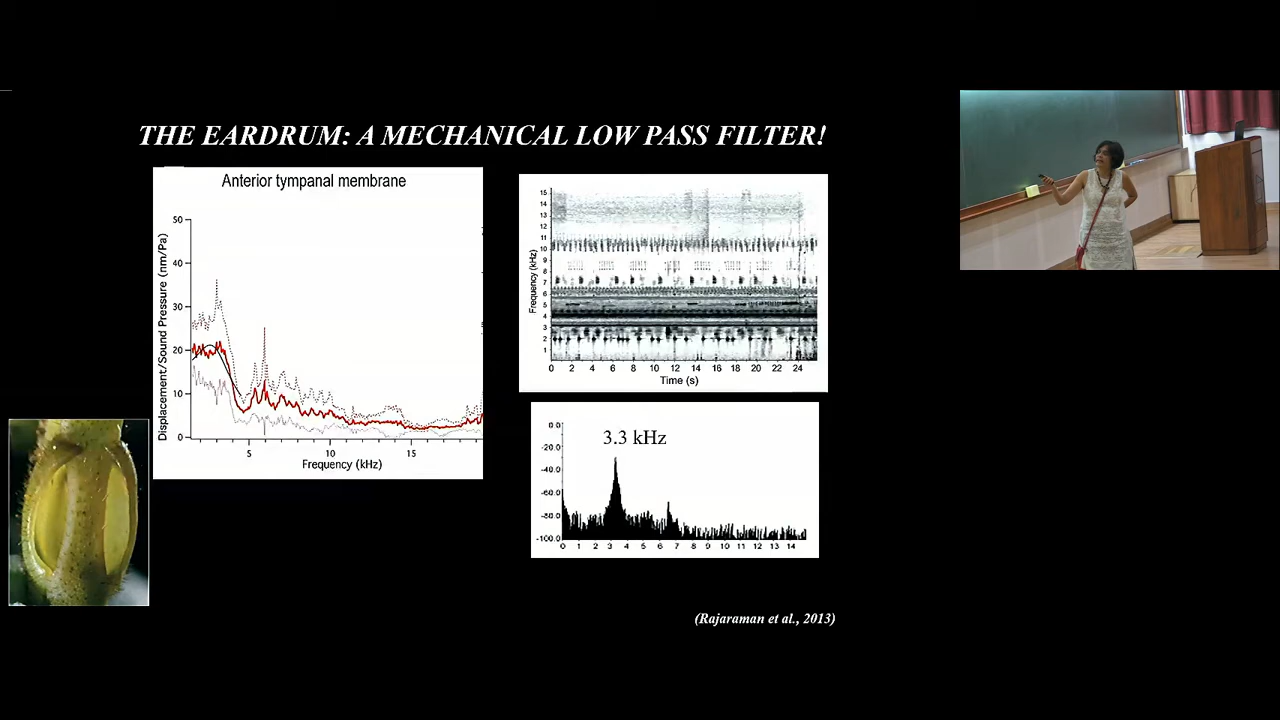 THE EARDRUM: A MECHANICAL LOW PASS FILTER!
Anterior tympanal membrane
Displacement/Sound Pressure (nm/Pa)
50
40
30
20
10
0
5 10 15
Frequency (kHz)
Frequency (kHz)
15
14
13
12
11
10
9
8
7
6
5
4
3
2
1
0 2 4 6 8 10 12 14 16 18 20 22 24
Time (s)
3.3 kHz
0.0
-20.0
-40.0
-60.0
-80.0
-100.0
0 1 2 3 4 5 6 7 8 9 10 11 12 13 14
(Rajaraman et al., 2013)